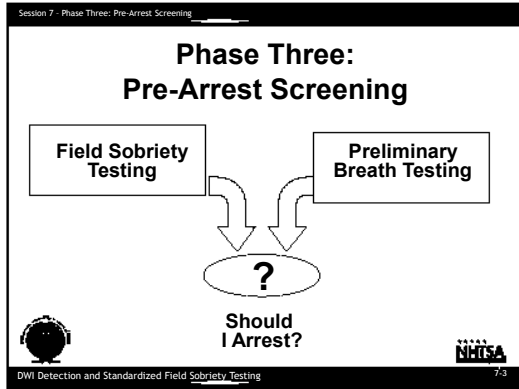 Session 7 - Phase Three: Pre-Arrest Screening
Phase Three:
Pre-Arrest Screening
Field Sobriety
Testing
Preliminary
Breath Testing
?
Should
I Arrest?
NHTSA
DWI Detection and Standardized Field Sobriety Testing
7-3